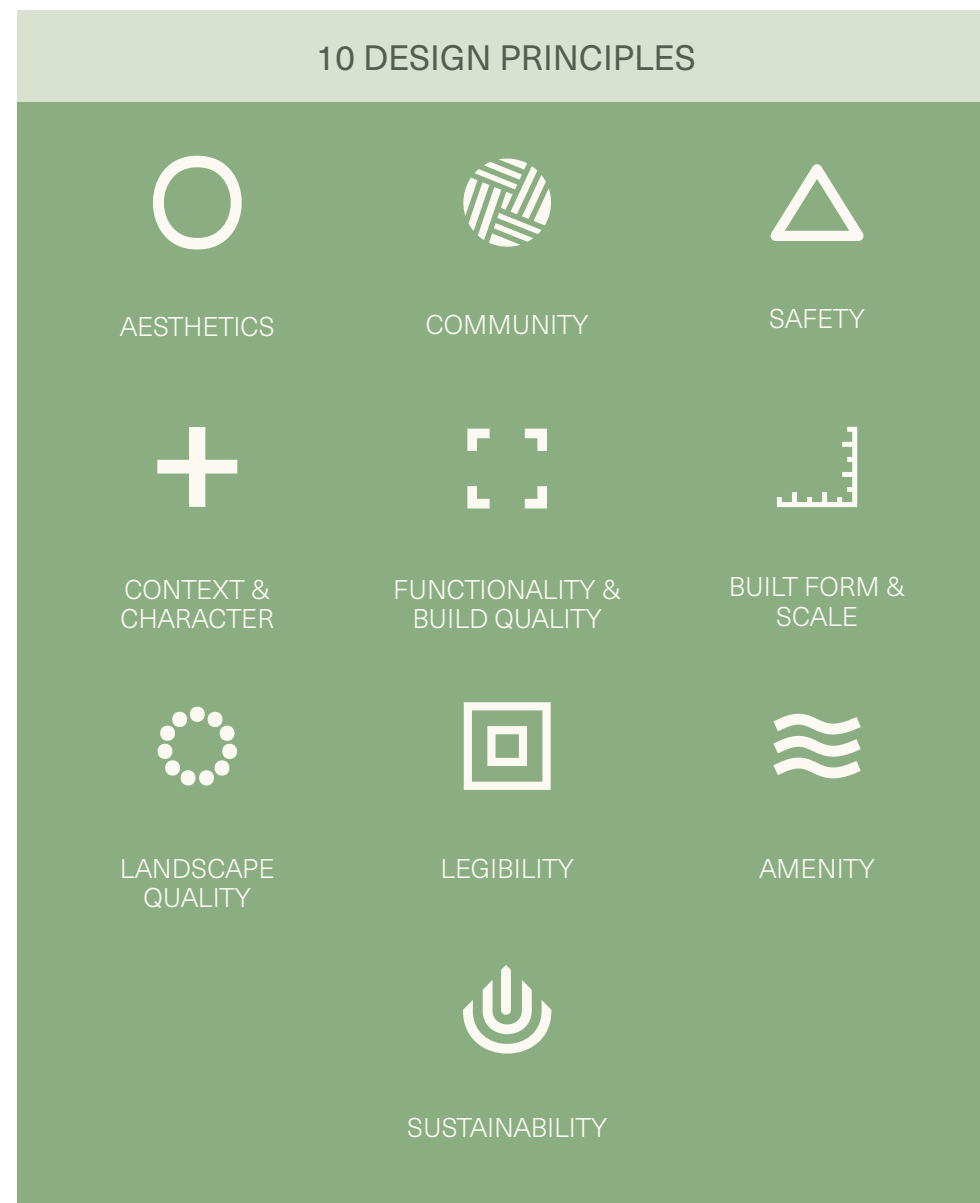 10 DESIGN PRINCIPLES
AESTHETICS
COMMUNITY
SAFETY
CONTEXT &
CHARACTER
FUNCTIONALITY &
BUILD QUALITY
BUILT FORM &
SCALE
LANDSCAPE
QUALITY
LEGIBILITY
AMENITY
SUSTAINABILITY